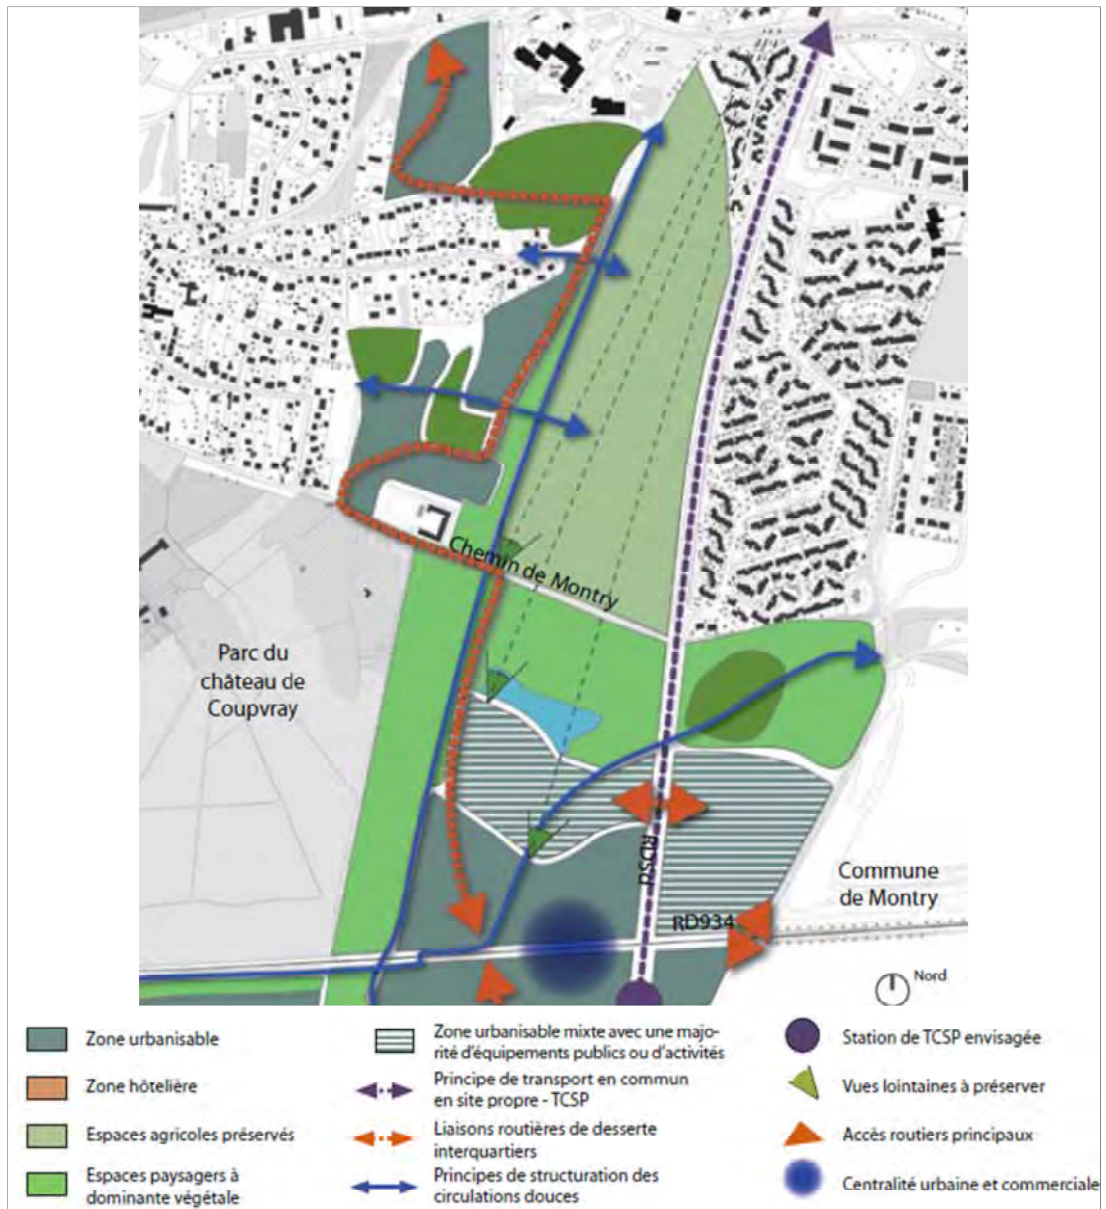 Chemin de Montry
Parc du
château de
Coupvray
RD5d
Commune
de Montry
RD934
Nord
Zone urbanisable
Zone hôtelière
Espaces agricoles préservés
Espaces paysagers à
dominante végétale
Zone urbanisable mixte avec une majo-
rité d'équipements publics ou d'activités
Principe de transport en commun
en site propre - TCSP
Liaisons routières de desserte
interquartiers
Principes de structuration des
circulations douces
Station de TCSP envisagée
Vues lointaines à préserver
Accès routiers principaux
Centralité urbaine et commerciale